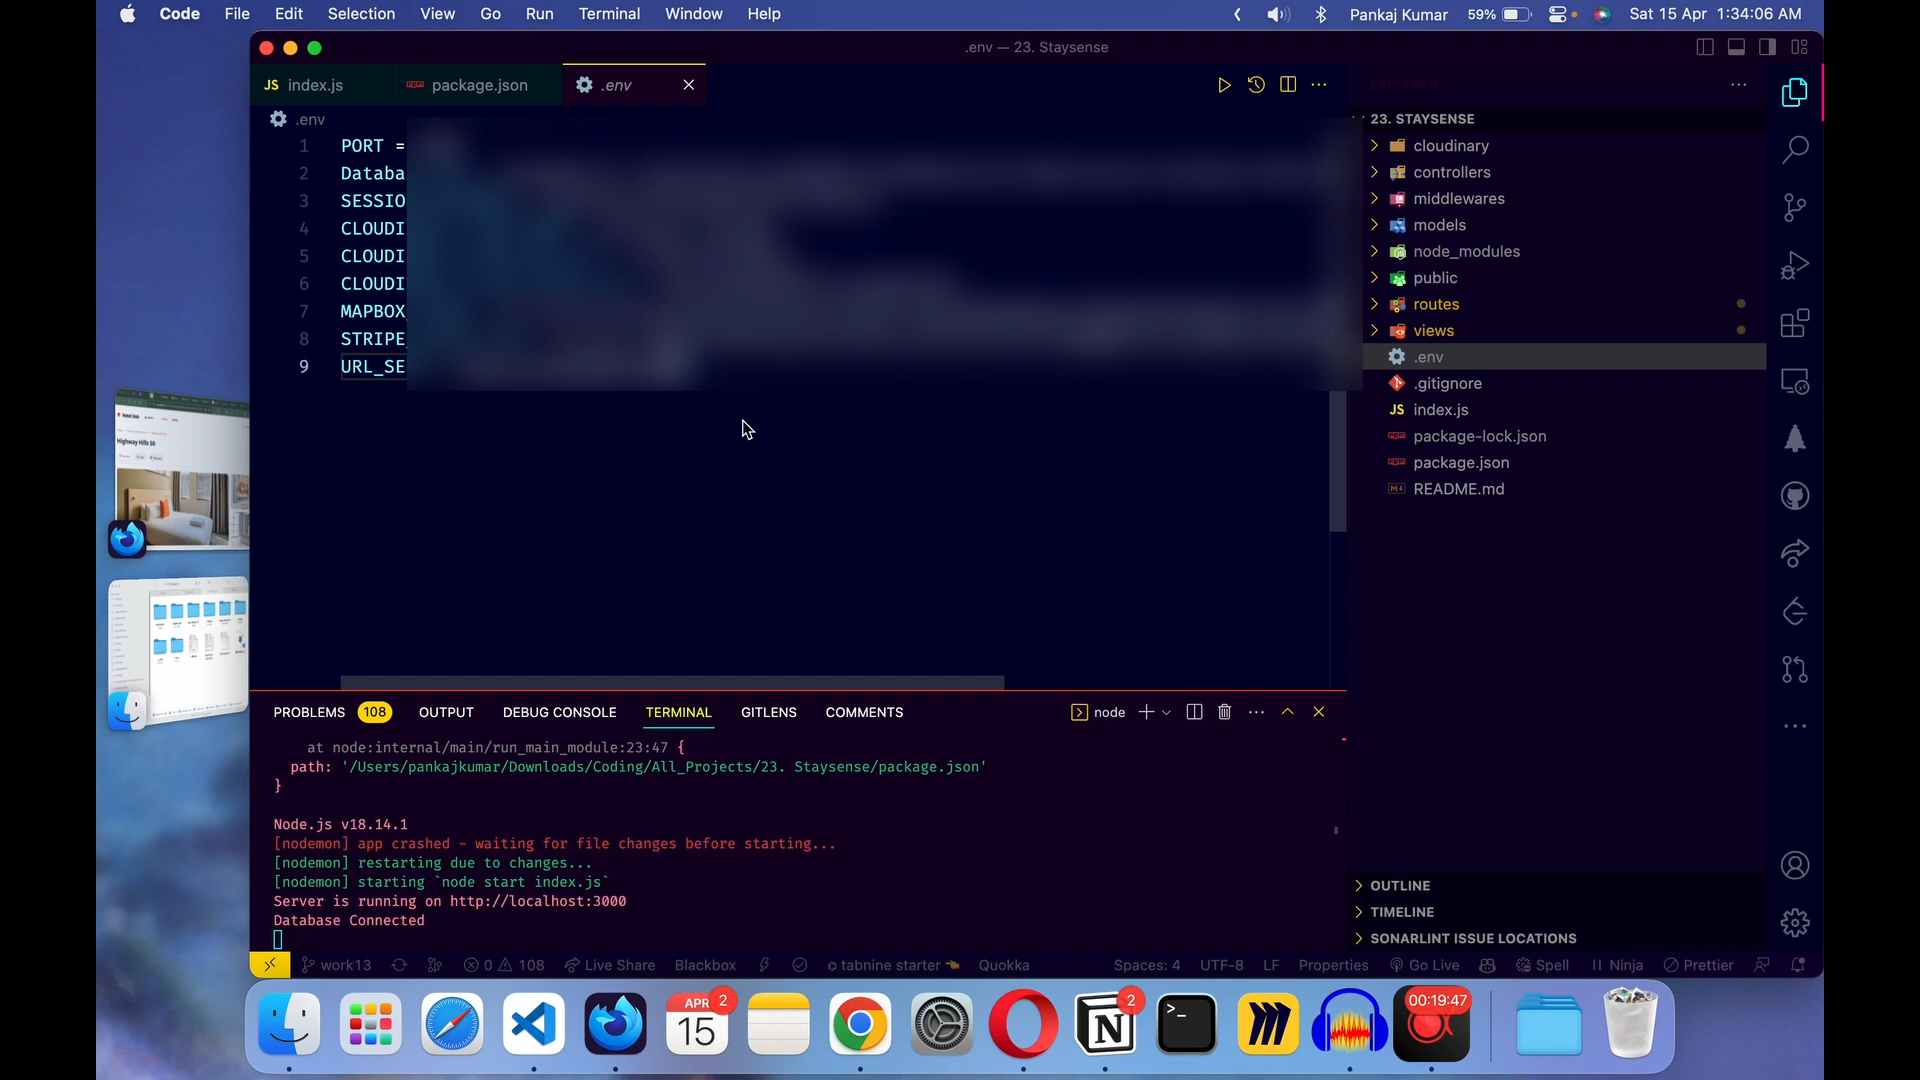 Code File Edit Selection View Go Run Terminal Window Help
Pankaj Kumar 59% Sat 15 Apr 1:34:06 AM
.env — 23. Staysense
JS index.js
package.json
.env
.env
1 PORT =
2 Databa
3 SESSIO
4 CLOUDI
5 CLOUDI
6 CLOUDI
7 MAPBOX_
8 STRIPE_
9 URL_SE
23. STAYSENSE
cloudinary
controllers
middlewares
models
node_modules
public
routes
views
.env
.gitignore
JS index.js
package-lock.json
package.json
README.md
OUTLINE
TIMELINE
SONARLINT ISSUE LOCATIONS
Highway Hills 50
PROBLEMS 108 OUTPUT DEBUG CONSOLE TERMINAL GITLENS COMMENTS
node
at node:internal/main/run_main_module:23:47 {
path: '/Users/pankajkumar/Downloads/Coding/All_Projects/23. Staysense/package.json'
}
Node.js v18.14.1
[nodemon] app crashed - waiting for file changes before starting...
[nodemon] restarting due to changes...
[nodemon] starting `node start index.js`
Server is running on http://localhost:3000
Database Connected
work13 0 108 Live Share Blackbox tabnine starter Quokka Spaces: 4 UTF-8 LF Properties Go Live Spell Ninja Prettier
APR 2
15
2
00:19:47